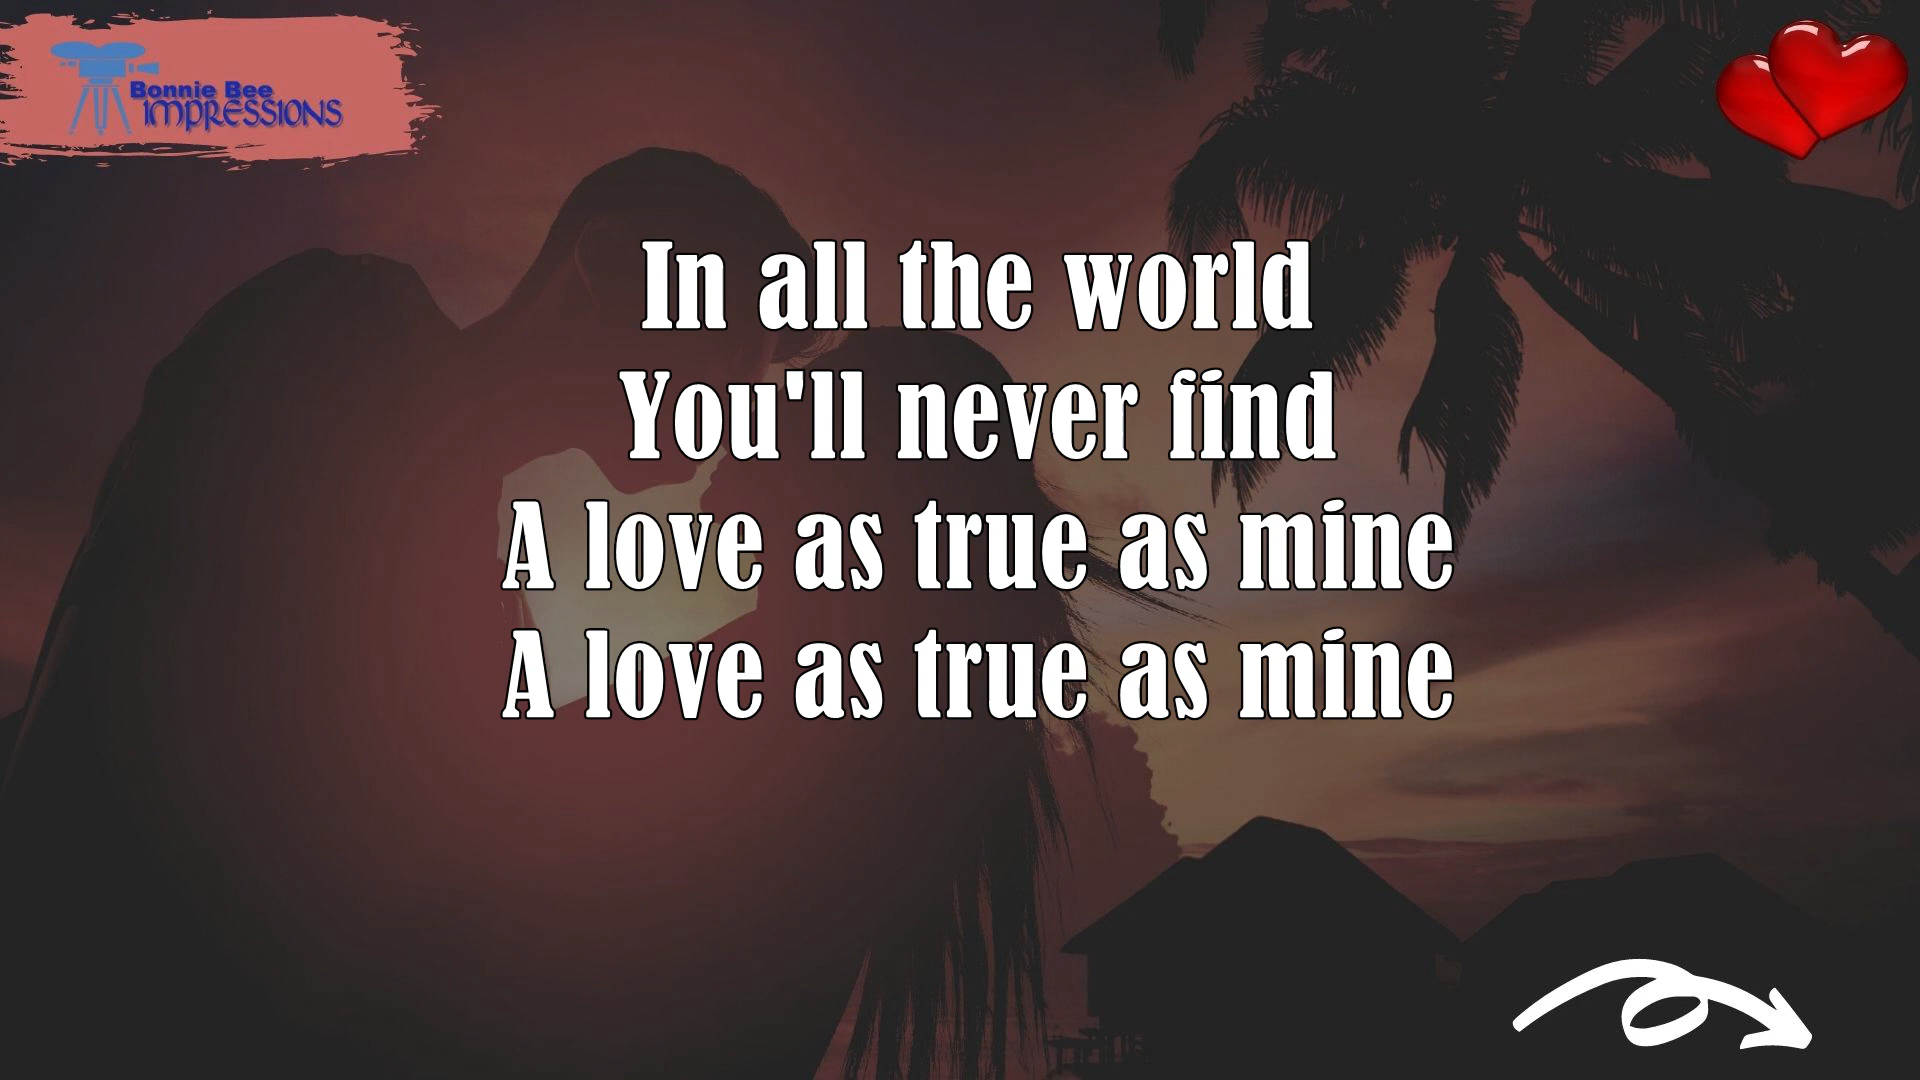 Bonnie Bee
IMPRESSIONS
In all the world
You'll never find
A love as true as mine
A love as true as mine